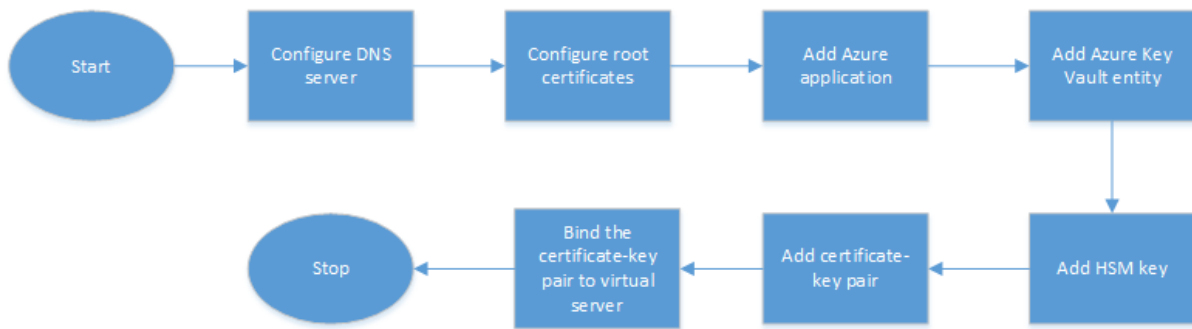 Start
Configure DNS
server
Configure root
certificates
Add Azure
application
Add Azure Key
Vault entity
Add HSM key
Add certificate-
key pair
Bind the
certificate-key
pair to virtual
server
Stop